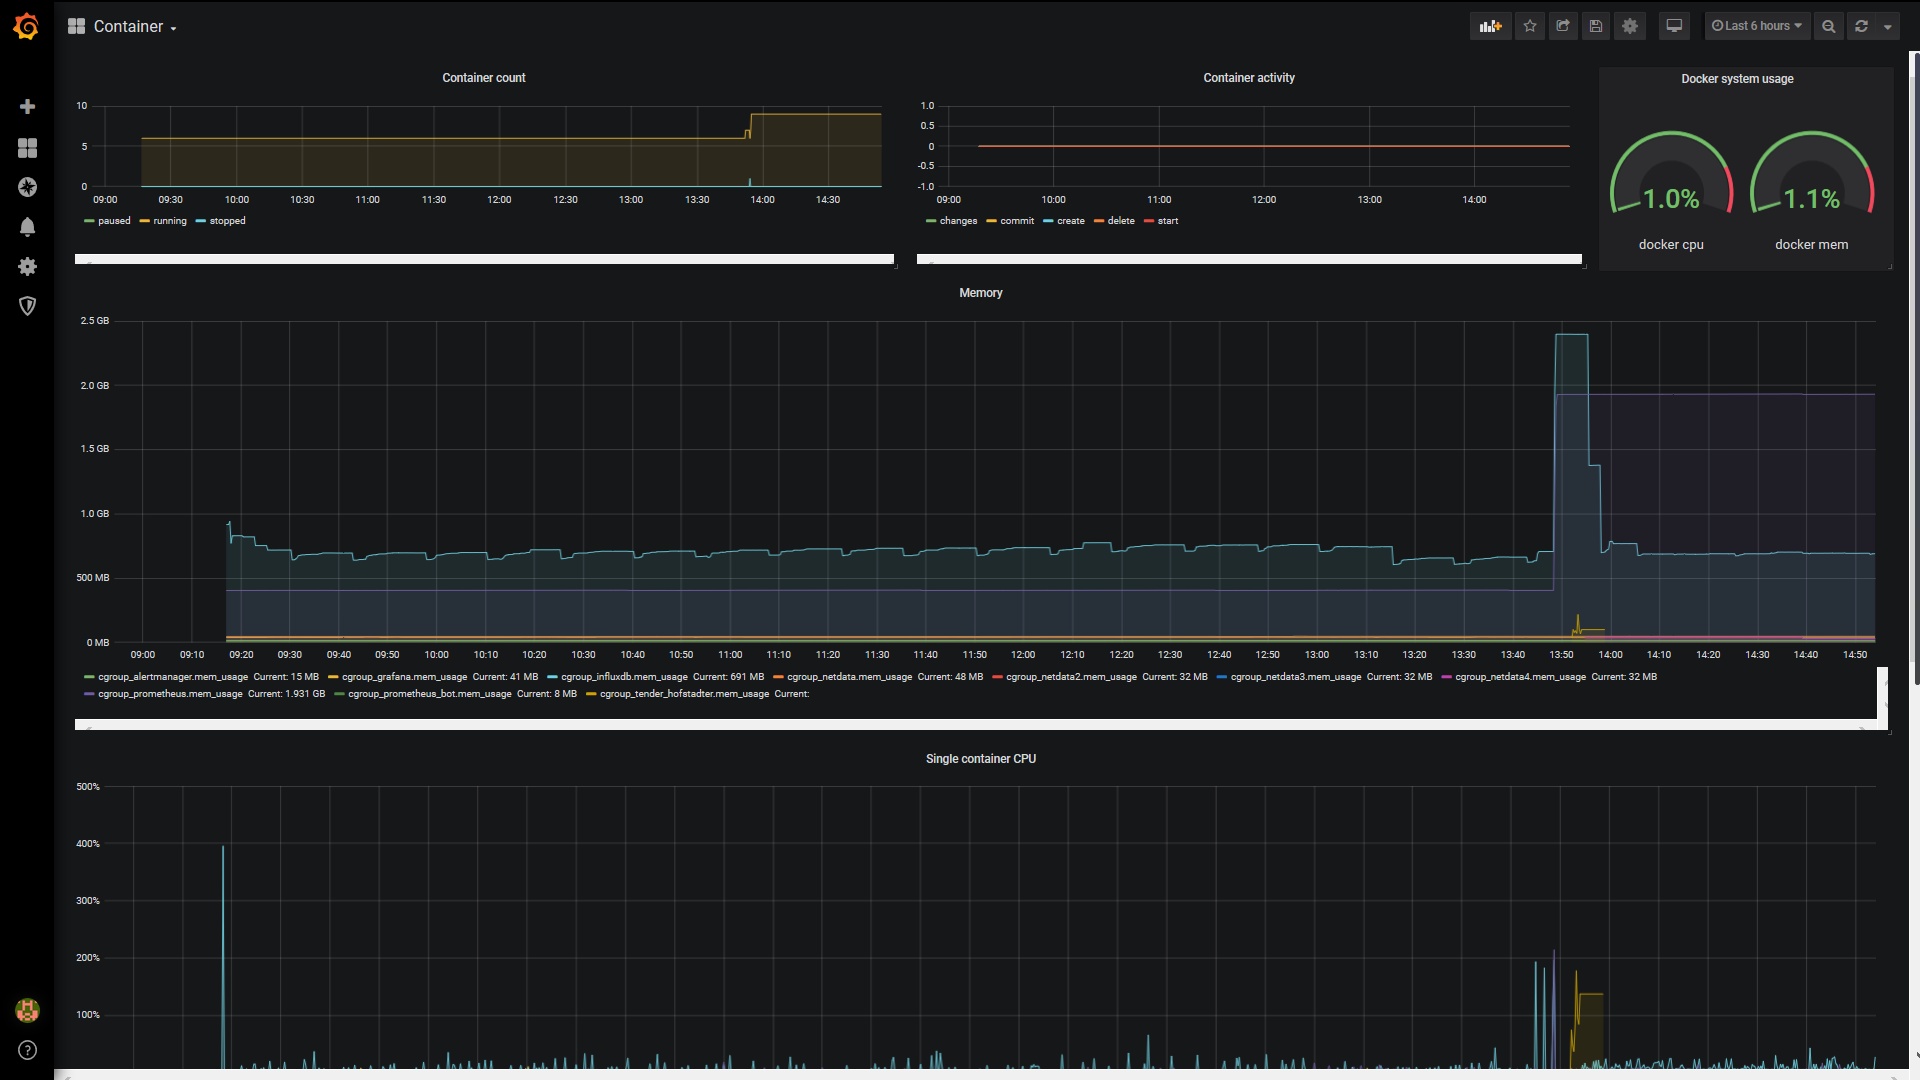 Container
Last 6 hours
Container count
10
5
0
09:00 09:30 10:00 10:30 11:00 11:30 12:00 12:30 13:00 13:30 14:00 14:30
paused running stopped
Container activity
1.0
0.5
0
-0.5
-1.0
09:00 10:00 11:00 12:00 13:00 14:00
changes commit create delete start
Docker system usage
1.0% 1.1%
docker cpu docker mem
Memory
2.5 GB
2.0 GB
1.5 GB
1.0 GB
500 MB
0 MB
09:00 09:10 09:20 09:30 09:40 09:50 10:00 10:10 10:20 10:30 10:40 10:50 11:00 11:10 11:20 11:30 11:40 11:50 12:00 12:10 12:20 12:30 12:40 12:50 13:00 13:10 13:20 13:30 13:40 13:50 14:00 14:10 14:20 14:30 14:40 14:50
cgroup_alertmanager.mem_usage Current: 15 MB cgroup_grafana.mem_usage Current: 41 MB cgroup_influxdb.mem_usage Current: 691 MB cgroup_netdata.mem_usage Current: 48 MB cgroup_netdata2.mem_usage Current: 32 MB cgroup_netdata3.mem_usage Current: 32 MB cgroup_netdata4.mem_usage Current: 32 MB
cgroup_prometheus.mem_usage Current: 1.931 GB cgroup_prometheus_bot.mem_usage Current: 8 MB cgroup_tender_hofstadter.mem_usage Current:
Single container CPU
500%
400%
300%
200%
100%